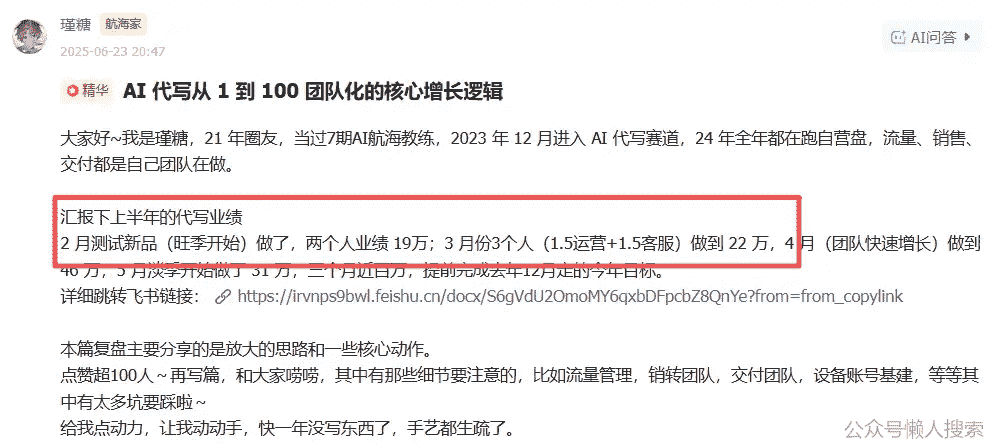 瑾糖 航海家
2025-06-23 20:47
AI问答
精华 AI 代写从 1 到 100 团队化的核心增长逻辑
大家好~我是瑾糖，21 年圈友，当过7期AI航海教练，2023 年 12 月进入 AI 代写赛道，24 年全年都在跑自营盘，流量、销售、
交付都是自己团队在做。
汇报下上半年的代写业绩
2 月测试新品（旺季开始）做了，两个人业绩 19万；3 月份3个人（1.5运营+1.5客服）做到 22 万，4 月（团队快速增长）做到
46 万，5 月淡季开始做了 31 万，三个月近百万，提前完成去年12月定的今年目标。
详细跳转飞书链接： https://irvnps9bwl.feishu.cn/docx/S6gVdU2OmoMY6qxbDFpcbZ8QnYe?from=from_copylink
本篇复盘主要分享的是放大的思路和一些核心动作。
点赞超100人～再写篇，和大家唠唠，其中有那些细节要注意的，比如流量管理，销转团队，交付团队，设备账号基建，等等其
中有太多坑要踩啦～
给我点动力，让我动动手，快一年没写东西了，手艺都生疏了。
公众号懒人搜索